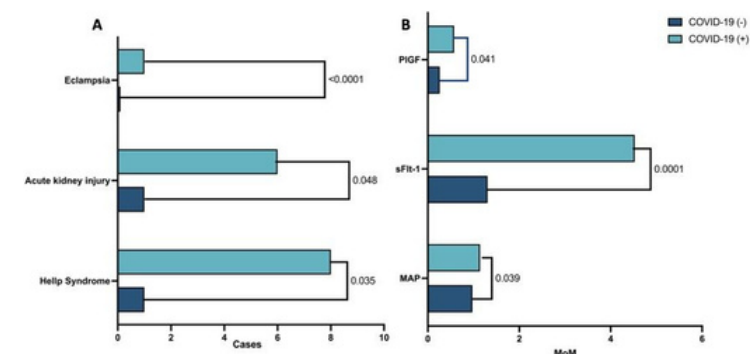 A
Eclampsia
<0.0001
Acute kidney injury
0.048
Hellp Syndrome
0.035
0 2 4 6 8 10
Cases
B
COVID-19 (-)
COVID-19 (+)
PlGF
0.041
sFlt-1
0.0001
MAP
0.039
0 2 4 6
MoM